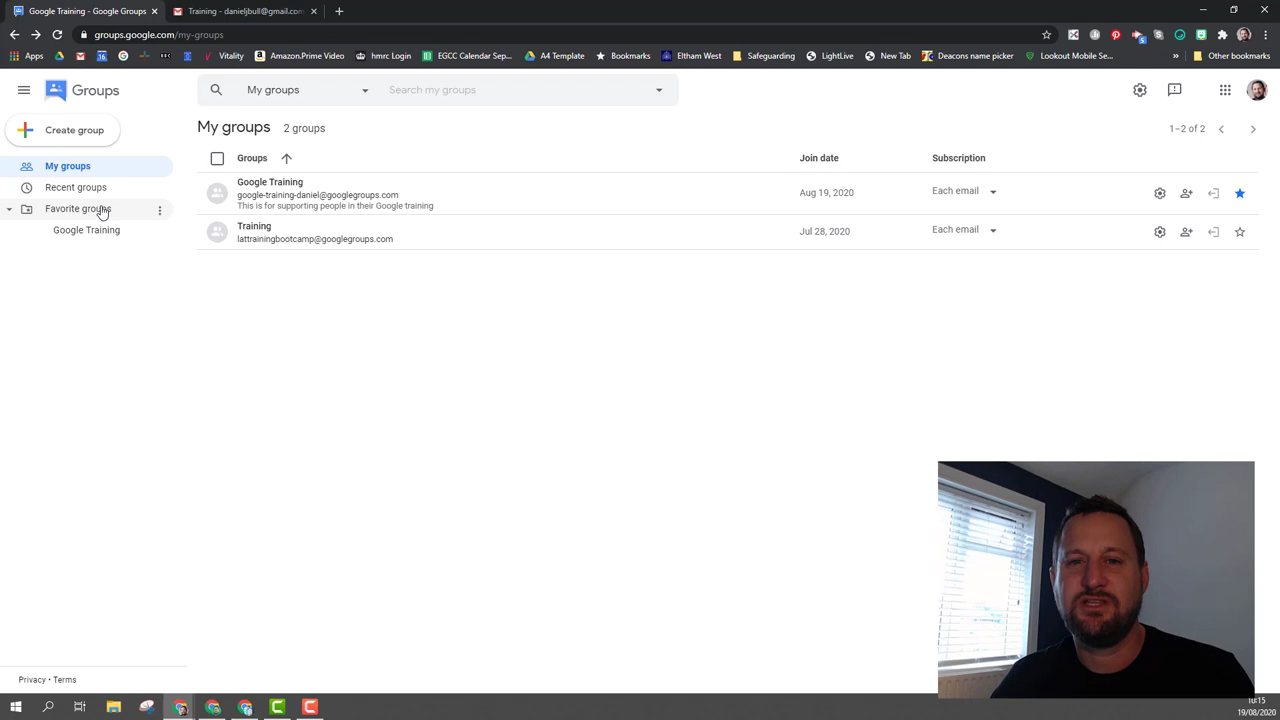 Google Training - Google Groups
Training - danieljbull@gmail.com
groups.google.com/my-groups
Apps
Vitality
Amazon.Prime Video
hmrc Login
EGCC Calendar Sep...
A4 Template
Bookmarks
Eltham West
Safeguarding
LightLive
New Tab
Deacons name picker
Lookout Mobile Se...
Other bookmarks
Groups
My groups
Search my groups
Create group
My groups 2 groups
1–2 of 2
My groups
Recent groups
Favorite groups
Google Training
Groups
Join date
Subscription
Google Training
google-training-daniel@googlegroups.com
This is for supporting people in their Google training
Aug 19, 2020
Each email
Training
lattrainingbootcamp@googlegroups.com
Jul 28, 2020
Each email
Privacy • Terms
10:15
19/08/2020